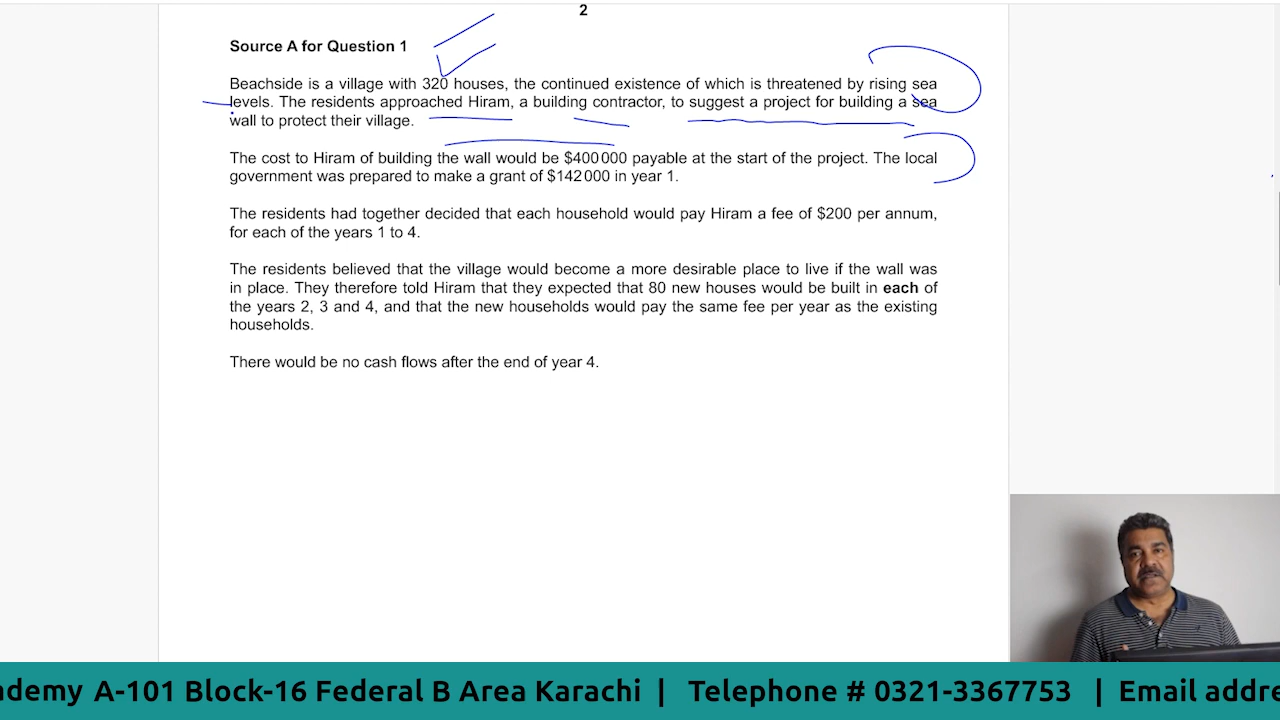 2
Source A for Question 1
Beachside is a village with 320 houses, the continued existence of which is threatened by rising sea
levels. The residents approached Hiram, a building contractor, to suggest a project for building a sea
wall to protect their village.
The cost to Hiram of building the wall would be $400 000 payable at the start of the project. The local
government was prepared to make a grant of $142 000 in year 1.
The residents had together decided that each household would pay Hiram a fee of $200 per annum,
for each of the years 1 to 4.
The residents believed that the village would become a more desirable place to live if the wall was
in place. They therefore told Hiram that they expected that 80 new houses would be built in each of
the years 2, 3 and 4, and that the new households would pay the same fee per year as the existing
households.
There would be no cash flows after the end of year 4.
ademy A-101 Block-16 Federal B Area Karachi | Telephone # 0321-3367753 | Email addre